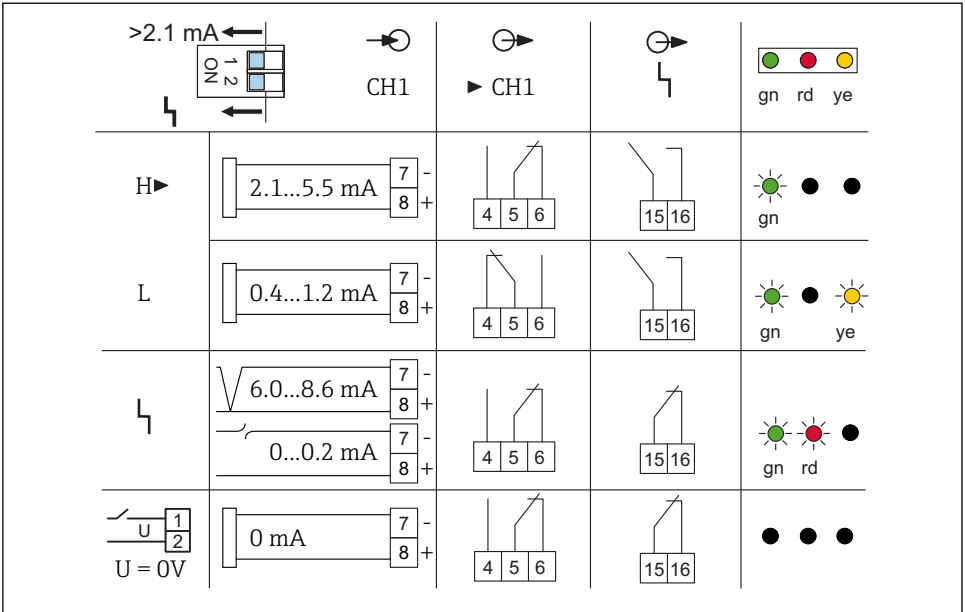 >2.1 mA
1 2
ON
CH1
► CH1
gn rd ye
H►
2.1...5.5 mA
7 -
8 +
4 5 6
15 16
gn
L
0.4...1.2 mA
7 -
8 +
4 5 6
15 16
gn ye
6.0...8.6 mA
7 -
8 +
0...0.2 mA
7 -
8 +
4 5 6
15 16
gn rd
U
1
2
U = 0V
0 mA
7 -
8 +
4 5 6
15 16